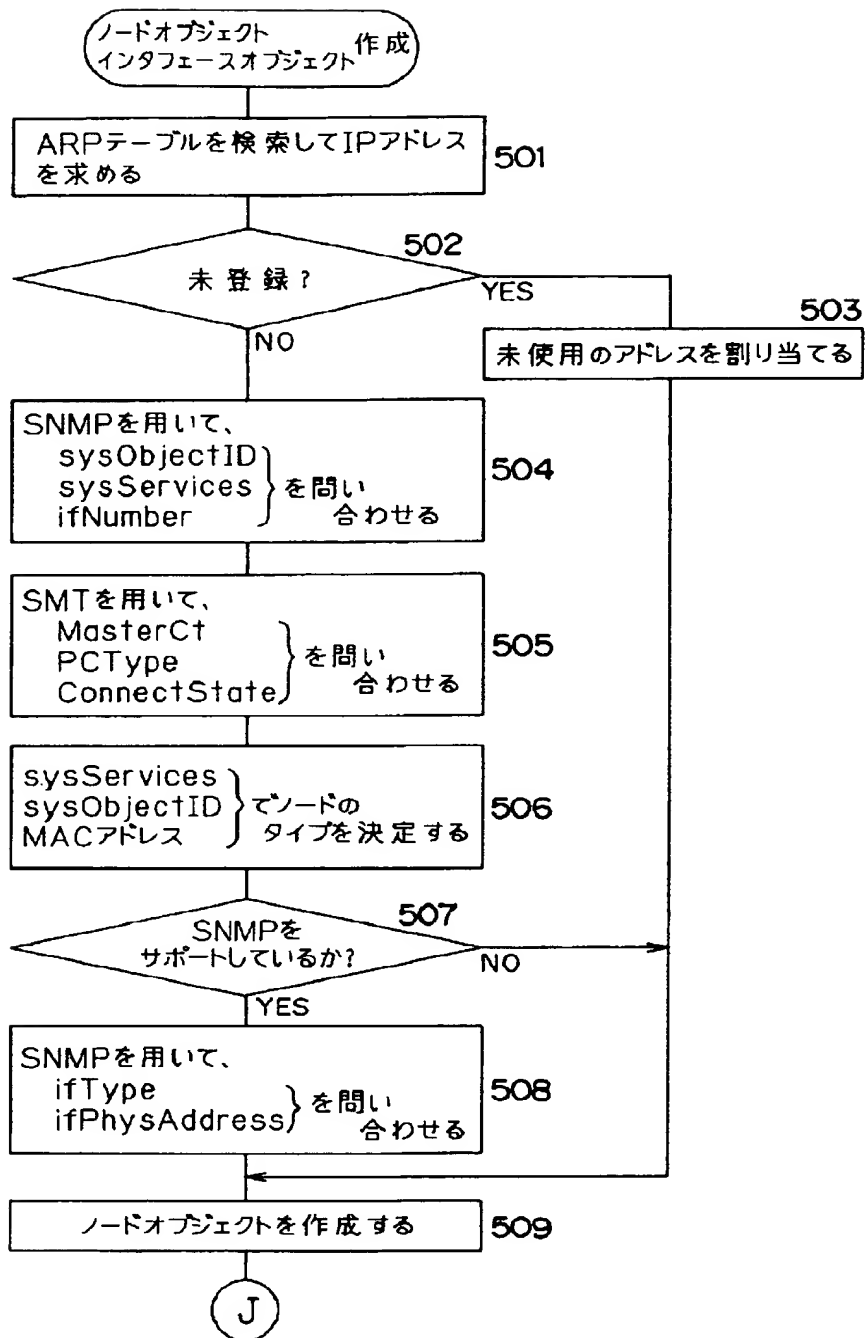 ノードオブジェクト
インタフェースオブジェクト 作成
ARPテーブルを検索してIPアドレス
を求める
501
502
未登録?
YES
NO
503
未使用のアドレスを割り当てる
SNMPを用いて、
sysObjectID
sysServices を問い
ifNumber 合わせる
504
SMTを用いて、
MasterCt
PCType を問い
ConnectState 合わせる
505
sysServices
sysObjectID でノードの
MACアドレス タイプを決定する
506
507
SNMPを
サポートしているか?
NO
YES
SNMPを用いて、
ifType を問い
ifPhysAddress 合わせる
508
ノードオブジェクトを作成する
509
J